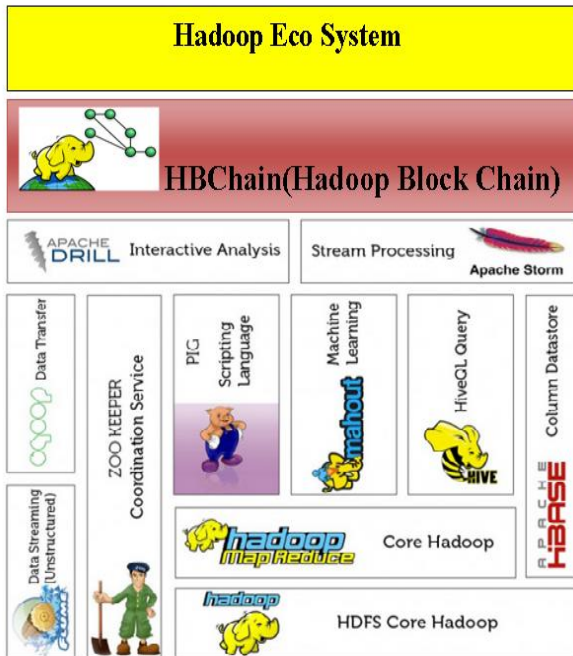 Hadoop Eco System
HBChain(Hadoop Block Chain)
APACHE
DRILL
Interactive Analysis
Stream Processing
Apache Storm
sqoop
Data Transfer
ZOO KEEPER
Coordination Service
PIG
Scripting
Language
Machine
Learning
mahout
HiveQL Query
HIVE
Column Datastore
APACHE
HBASE
Data Streaming
(Unstructured)
flume
hadoop
Map Reduce
Core Hadoop
hadoop
HDFS Core Hadoop